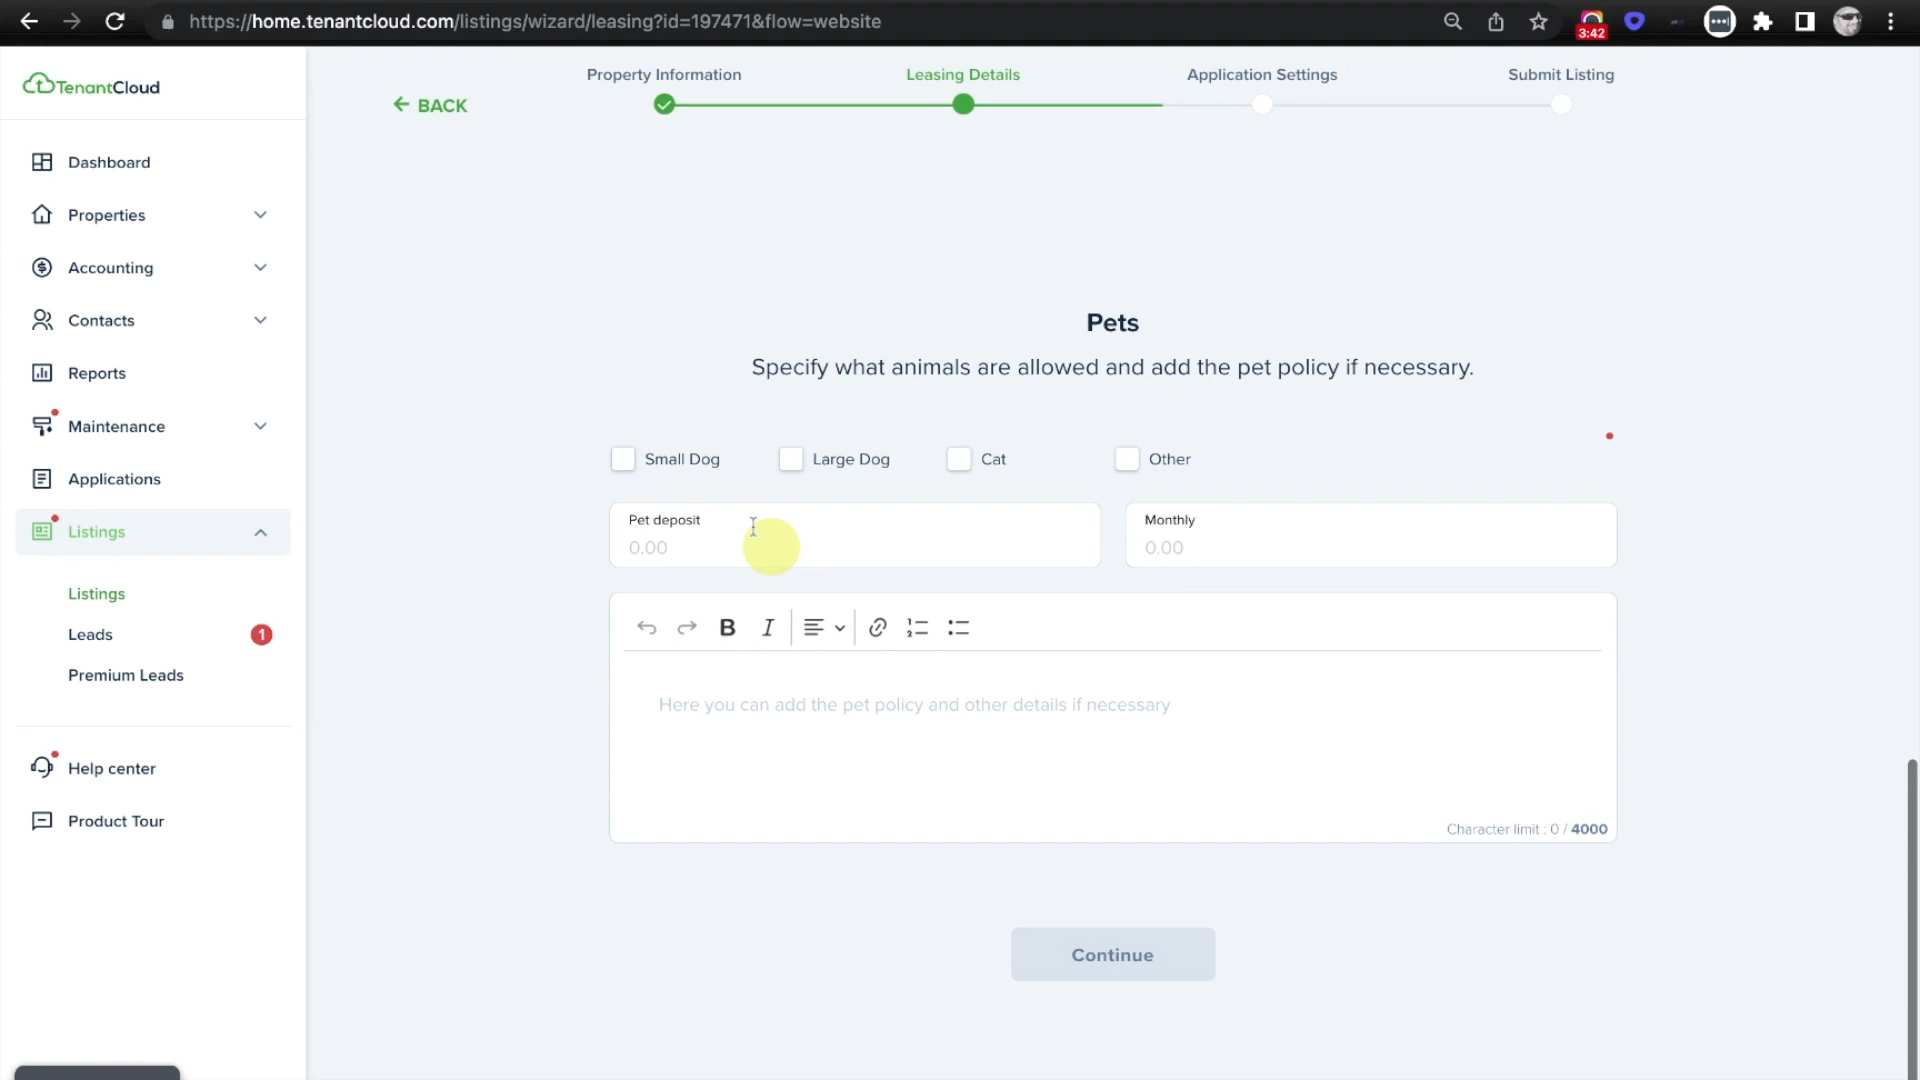 https://home.tenantcloud.com/listings/wizard/leasing?id=197471&flow=website
3:42
TenantCloud
BACK
Property Information
Leasing Details
Application Settings
Submit Listing
Dashboard
Properties
Accounting
Contacts
Reports
Maintenance
Applications
Listings
Listings
Leads 1
Premium Leads
Help center
Product Tour
Pets
Specify what animals are allowed and add the pet policy if necessary.
Small Dog Large Dog Cat Other
Pet deposit
0.00
Monthly
0.00
B I
Here you can add the pet policy and other details if necessary
Character limit : 0 / 4000
Continue